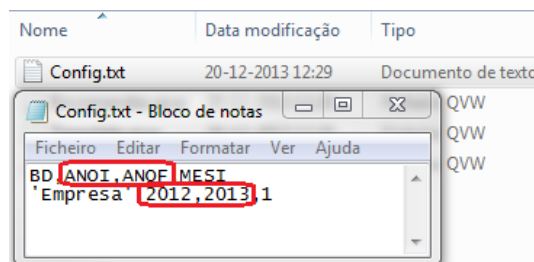 Nome Data modificação Tipo
Config.txt 20-12-2013 12:29 Documento de texto
Config.txt - Bloco de notas QVW
QVW
Ficheiro Editar Formatar Ver Ajuda
QVW
BD,ANOI,ANOF,MESI
'Empresa',2012,2013,1